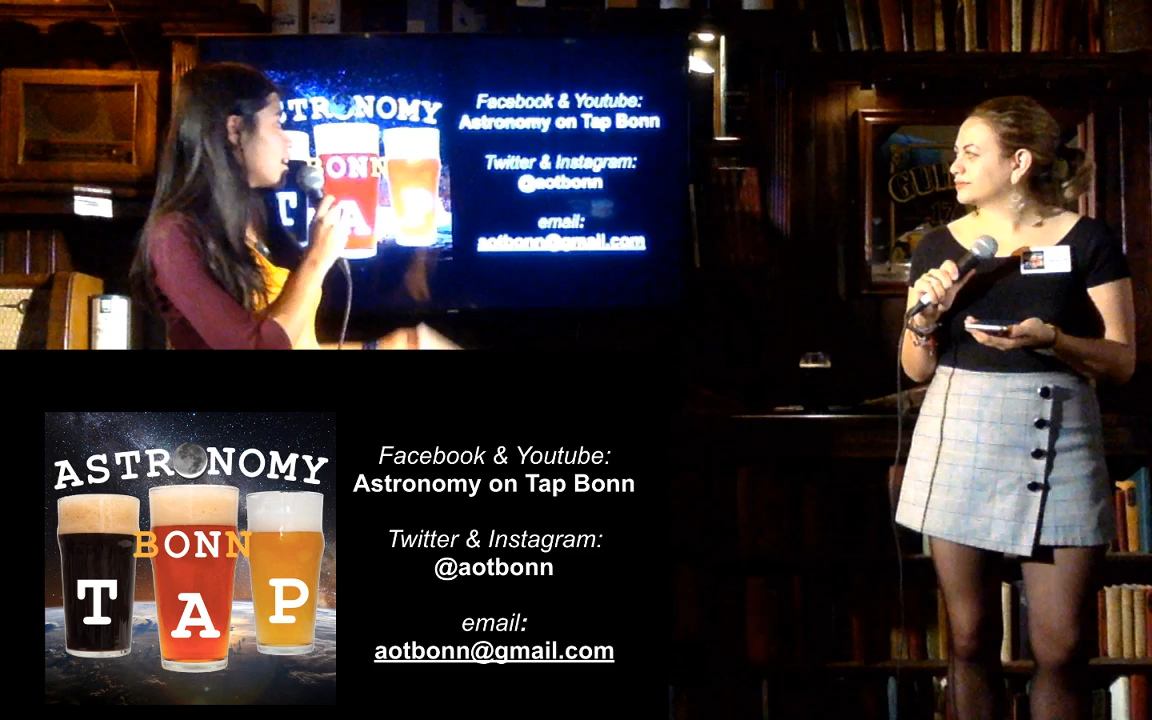 ASTRONOMY
BONN
T A P
Facebook & Youtube:
Astronomy on Tap Bonn
Twitter & Instagram:
@aotbonn
email:
aotbonn@gmail.com
ASTRONOMY
BONN
TAP
Facebook & Youtube:
Astronomy on Tap Bonn
Twitter & Instagram:
@aotbonn
email:
aotbonn@gmail.com